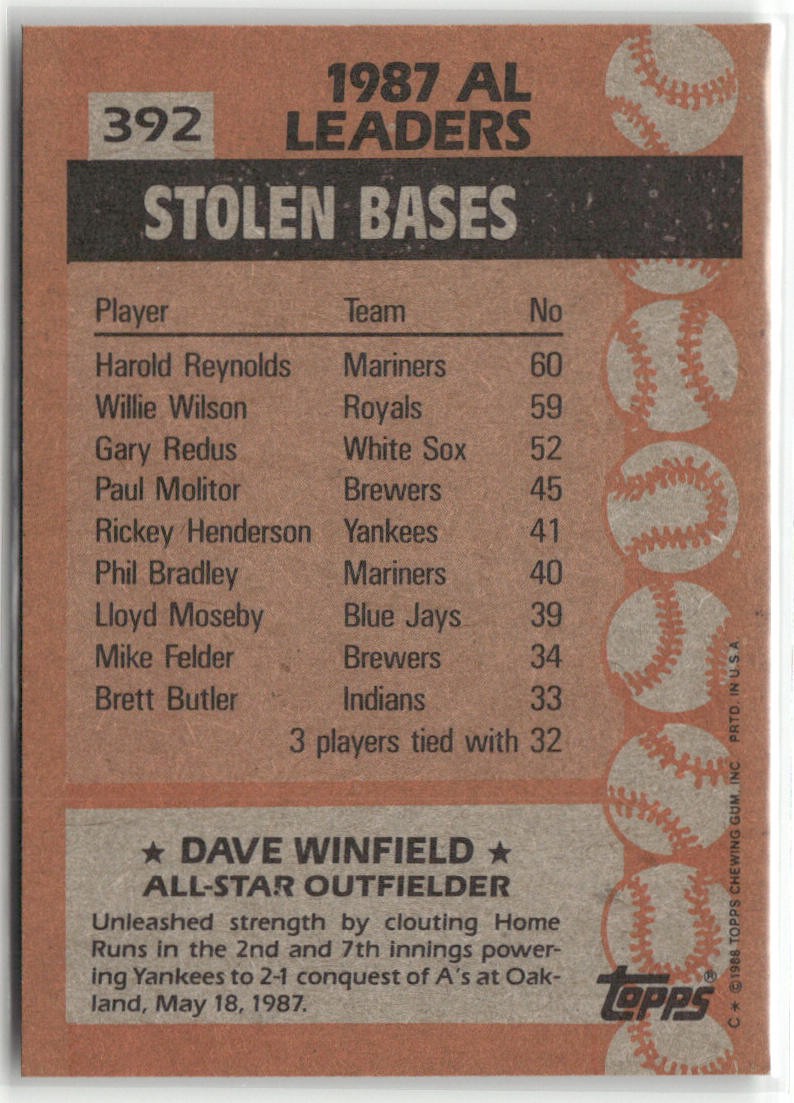 392
1987 AL
LEADERS
STOLEN BASES
Player Team No
Harold Reynolds Mariners 60
Willie Wilson Royals 59
Gary Redus White Sox 52
Paul Molitor Brewers 45
Rickey Henderson Yankees 41
Phil Bradley Mariners 40
Lloyd Moseby Blue Jays 39
Mike Felder Brewers 34
Brett Butler Indians 33
3 players tied with 32
★ DAVE WINFIELD ★
ALL-STAR OUTFIELDER
Unleashed strength by clouting Home
Runs in the 2nd and 7th innings power-
ing Yankees to 2-1 conquest of A's at Oak-
land, May 18, 1987.
topps®
C ★ © 1988 TOPPS CHEWING GUM, INC PRTD. IN U.S.A